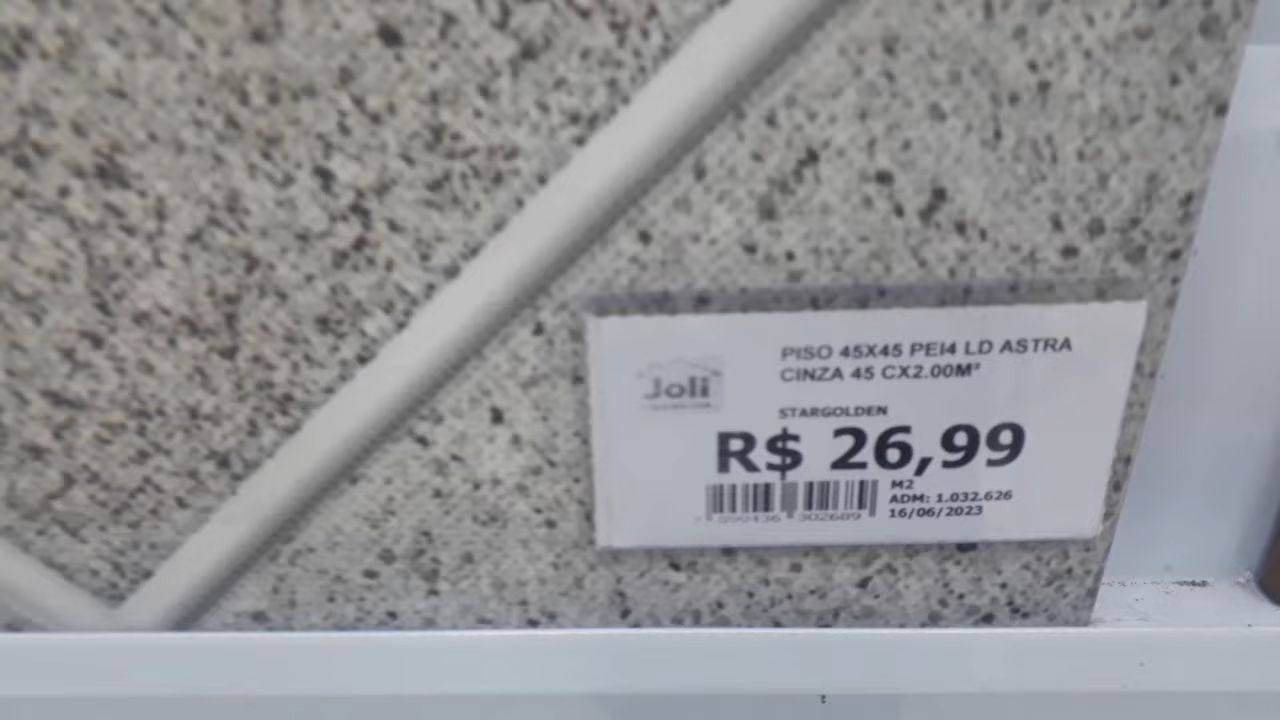 PISO 45X45 PEI4 LD ASTRA
CINZA 45 CX2.00M²
Joli
STARGOLDEN
R$ 26,99
M2
ADM: 1.032.626
16/06/2023